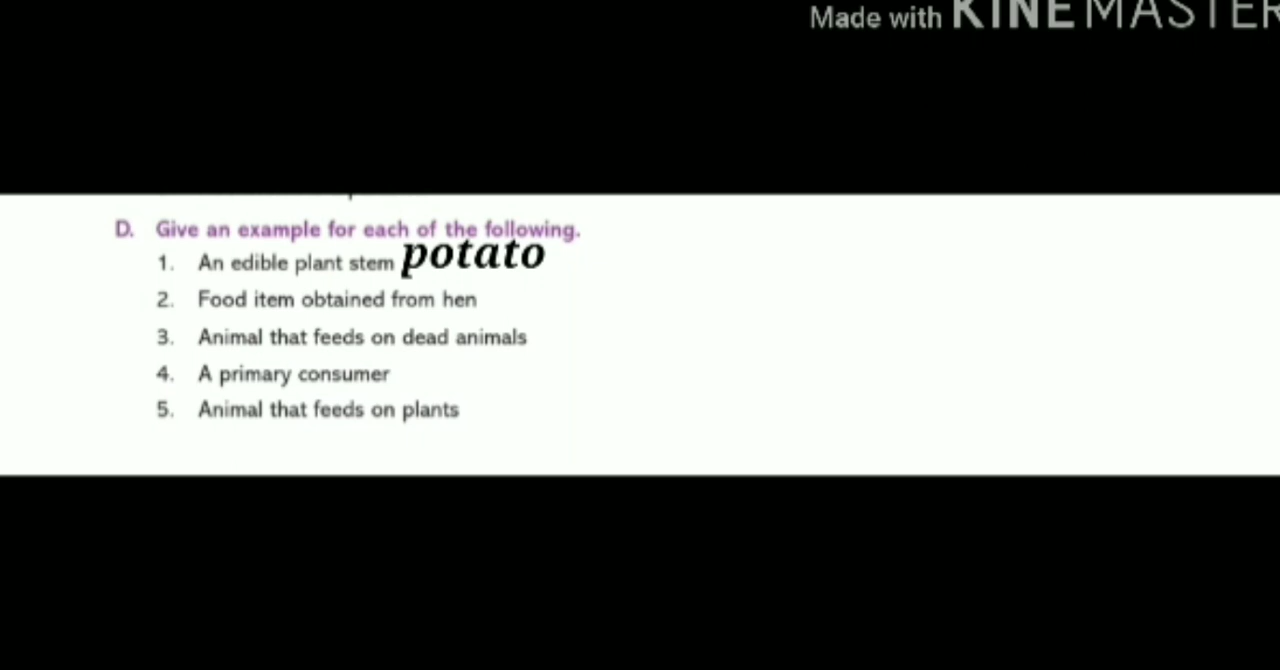 Made with KINEMASTER
D. Give an example for each of the following.
1. An edible plant stem potato
2. Food item obtained from hen
3. Animal that feeds on dead animals
4. A primary consumer
5. Animal that feeds on plants